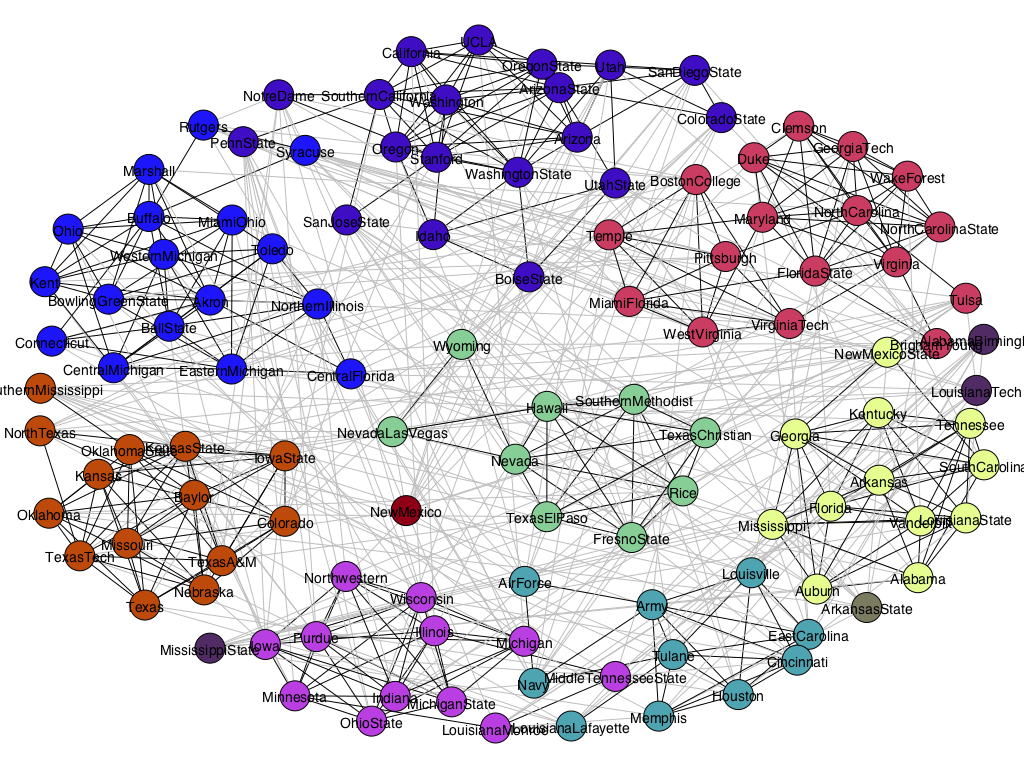 UCLA
California
OregonState
Utah
SanDiegoState
ArizonaState
NotreDame
SouthernCalifornia
Washington
ColoradoState
Rutgers
PennState
Syracuse
Oregon
Stanford
Arizona
WashingtonState
UtahState
SanJoseState
Idaho
BoiseState
Clemson
GeorgiaTech
Duke
WakeForest
BostonCollege
Maryland
NorthCarolina
NorthCarolinaState
Temple
Pittsburgh
FloridaState
Virginia
MiamiFlorida
WestVirginia
VirginiaTech
Tulsa
BrighamYoung
AlabamaBirmingh
NewMexicoState
LouisianaTech
Marshall
Buffalo
MiamiOhio
Ohio
WesternMichigan
Toledo
Kent
BowlingGreenState
Akron
NorthernIllinois
BallState
Connecticut
CentralMichigan
EasternMichigan
CentralFlorida
Wyoming
Hawaii
SouthernMethodist
NevadaLasVegas
TexasChristian
Nevada
Rice
TexasElPaso
FresnoState
NewMexico
uthernMississippi
NorthTexas
OklahomaState
KansasState
IowaState
Kansas
Baylor
Oklahoma
Colorado
Missouri
TexasTech
TexasA&M
Nebraska
Texas
Kentucky
Tennessee
Georgia
SouthCarolina
Arkansas
Florida
Mississippi
Vanderbilt
LouisianaState
Alabama
Auburn
ArkansasState
Northwestern
Wisconsin
Illinois
Purdue
Iowa
MississippiState
Michigan
Minnesota
Indiana
MichiganState
OhioState
MiddleTennesseeState
LouisianaMonroe
LouisianaLafayette
AirForce
Army
Louisville
EastCarolina
Tulane
Cincinnati
Navy
Houston
Memphis